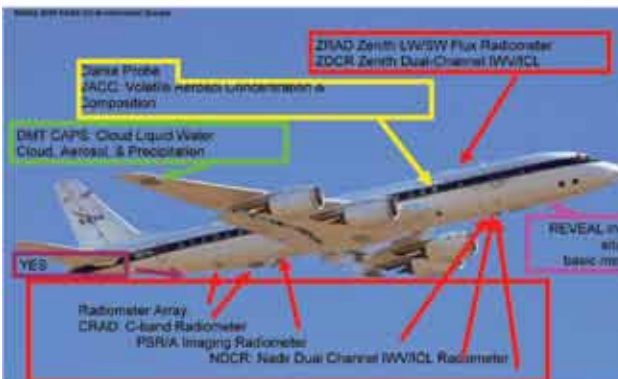 ZRAD Zenith LW/SW Flux Radiometer
ZDCR Zenith Dual-Channel IWV/ICL
Probe
VACC: Volatile Aerosol Concentration &
Composition
DMT CAPS: Cloud Liquid Water
Cloud, Aerosol, & Precipitation
REVEAL
YES
basic
Radiometer Array
CRAD: C-band Radiometer
PSR/A Imaging Radiometer
NDCR: Nadir Dual Channel IWV/ICL Radiometer